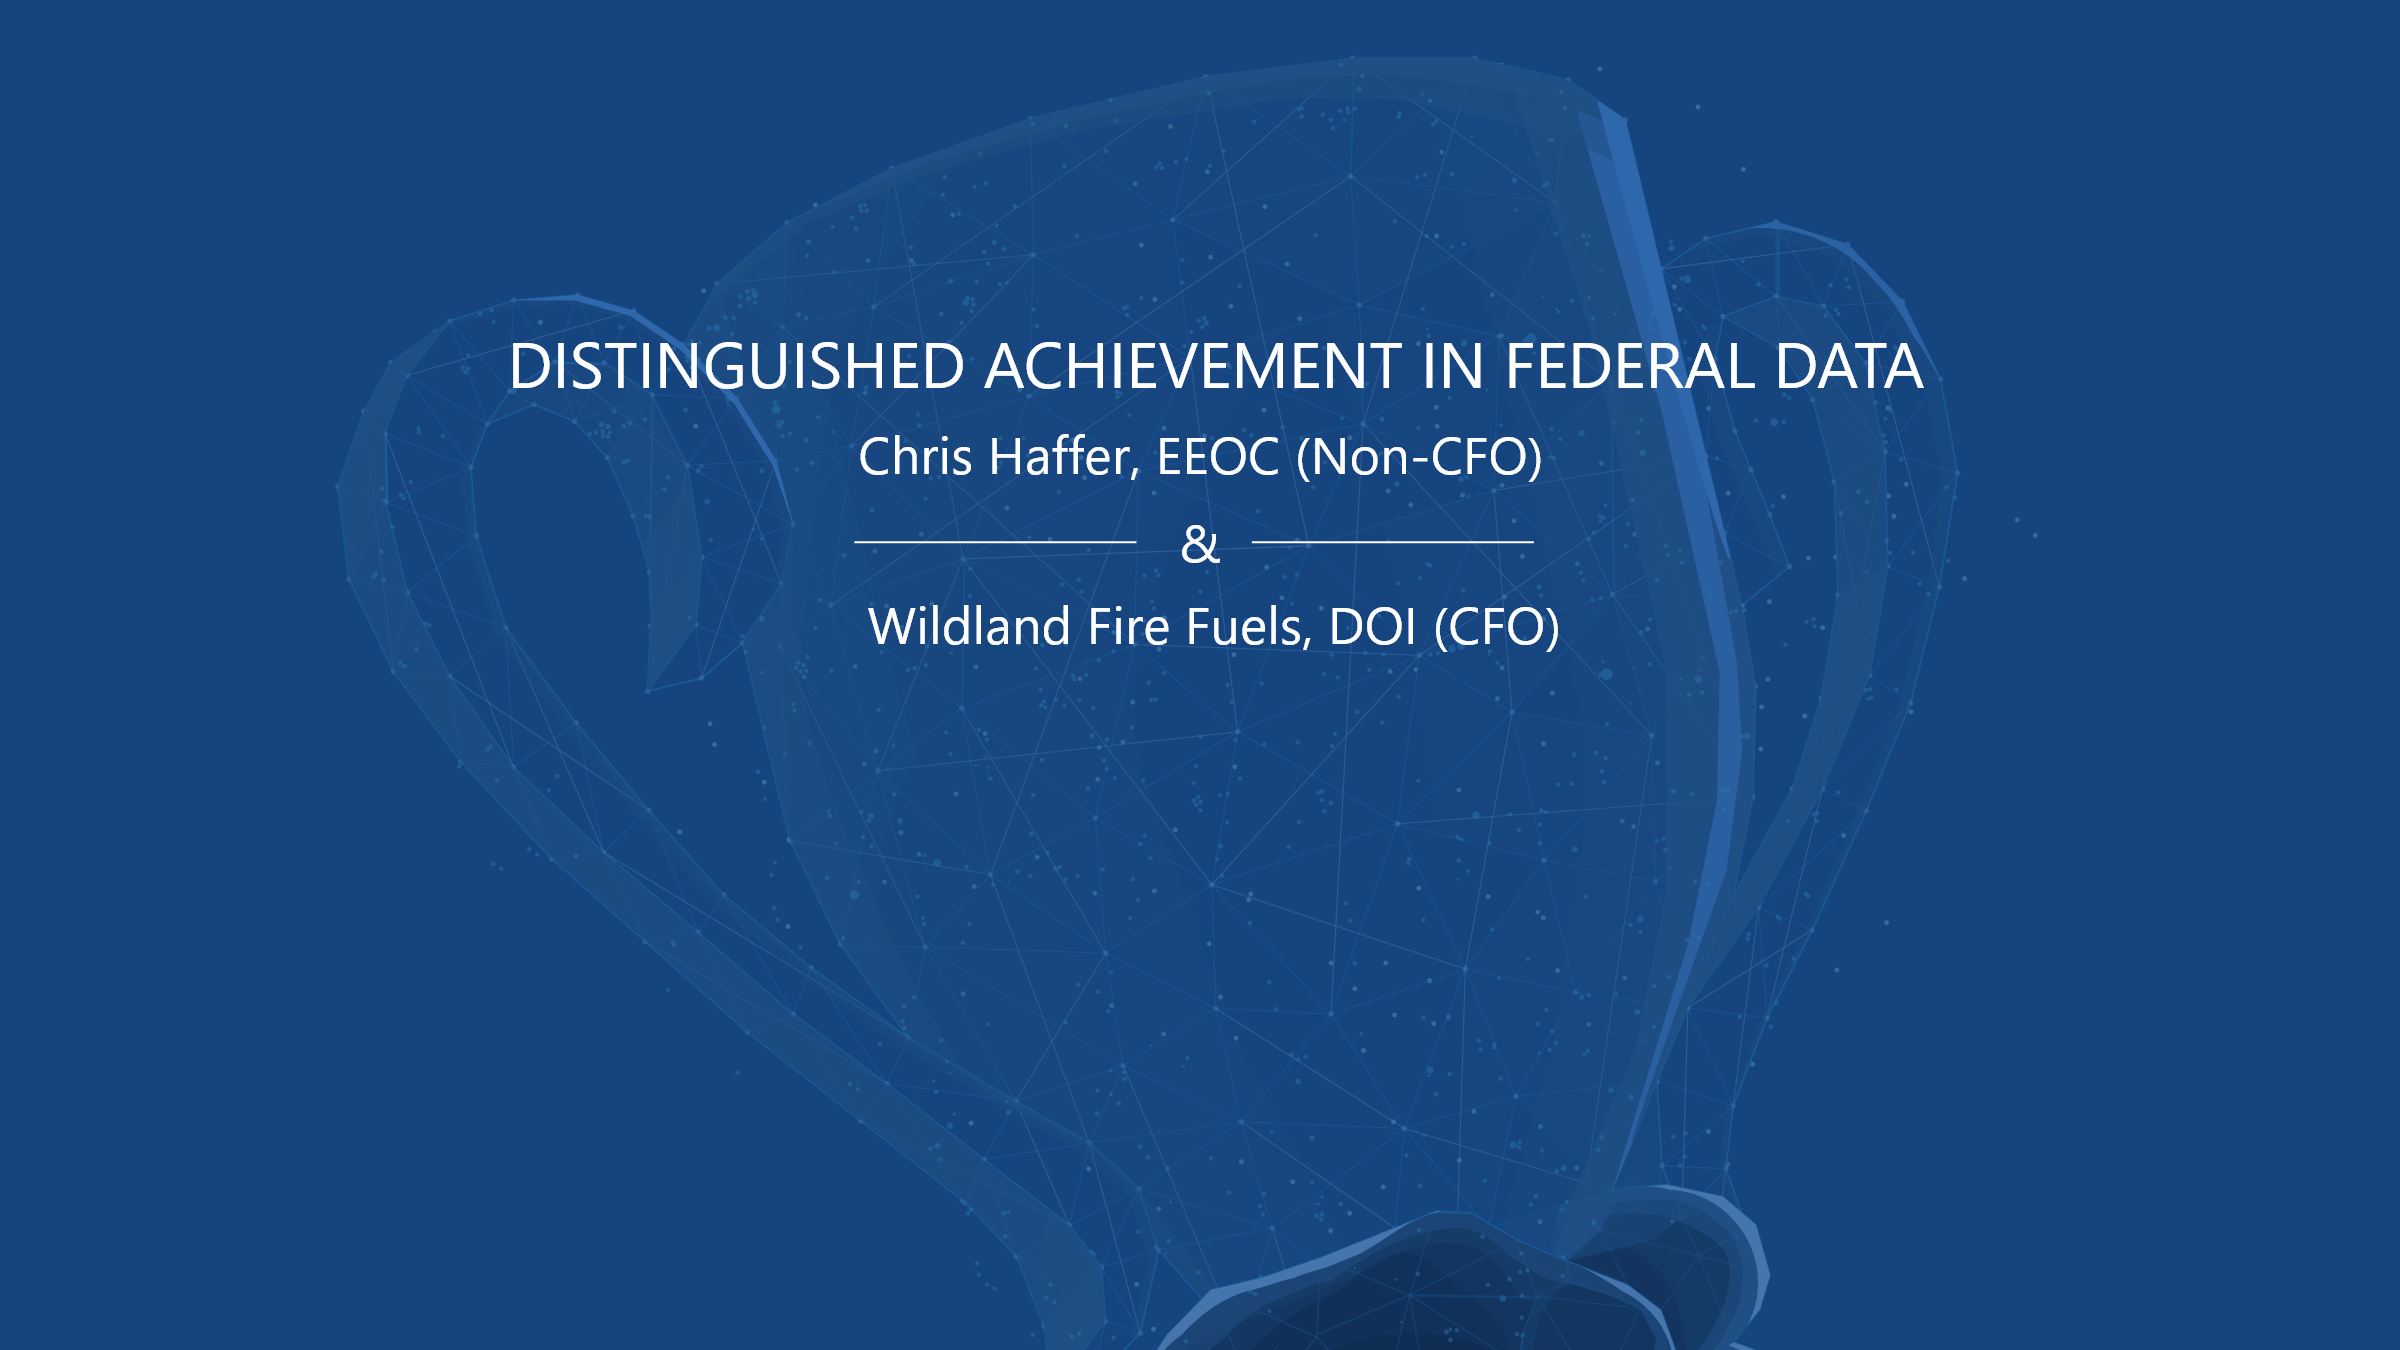 DISTINGUISHED ACHIEVEMENT IN FEDERAL DATA
Chris Haffer, EEOC (Non-CFO)
&
Wildland Fire Fuels, DOI (CFO)